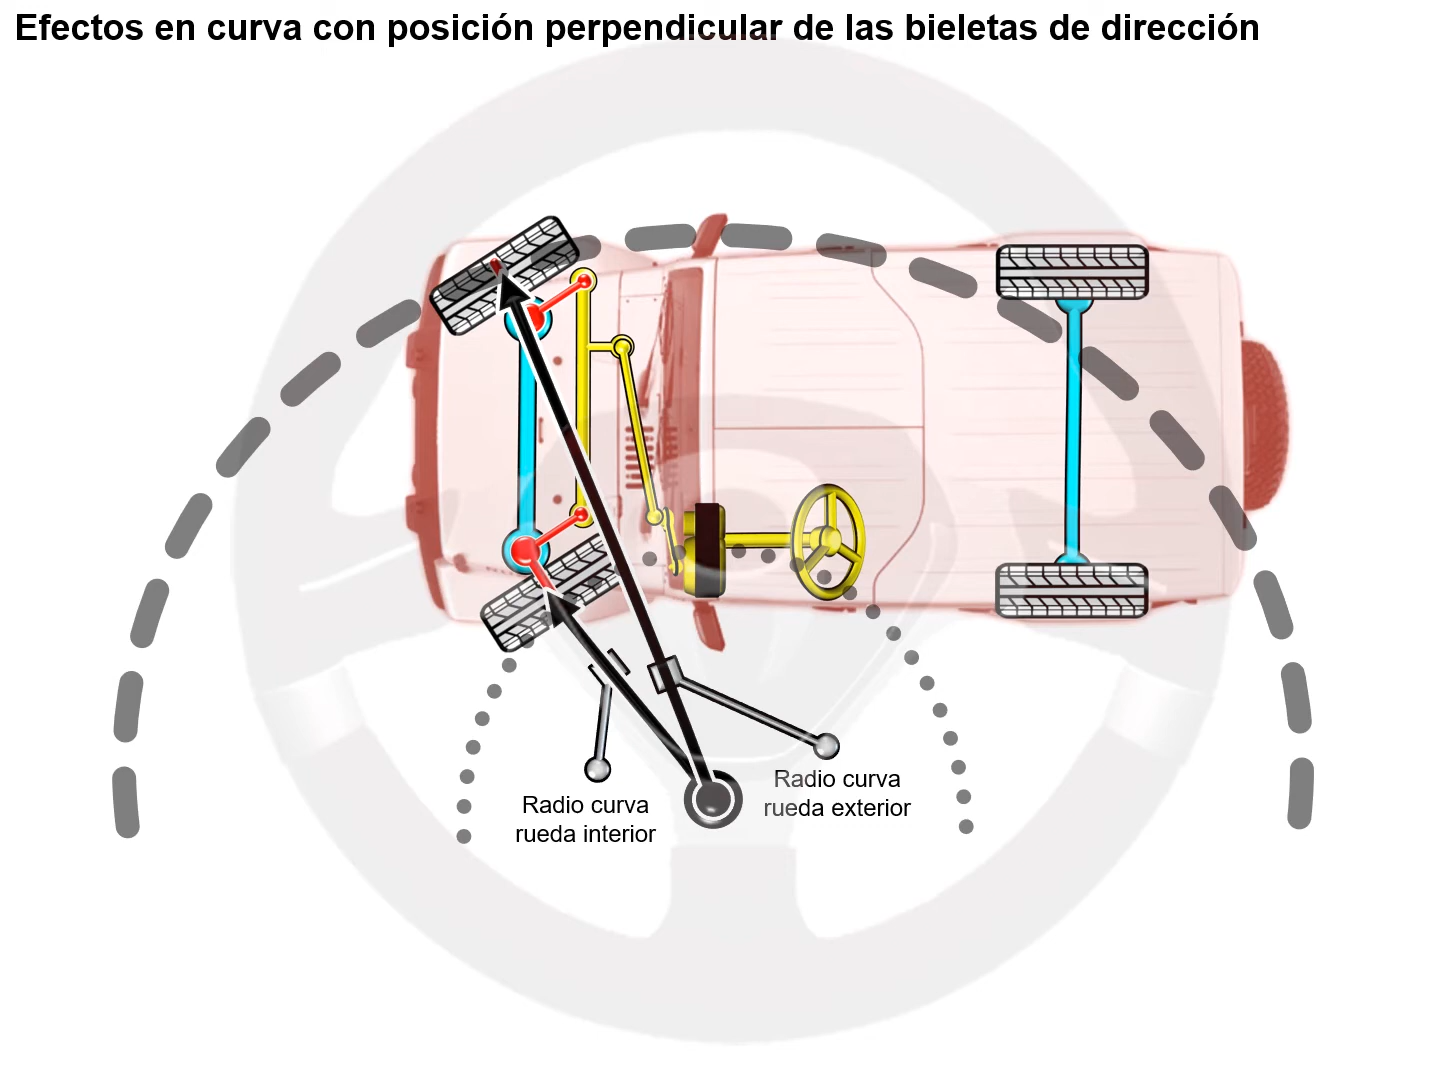 Efectos en curva con posición perpendicular de las bieletas de dirección
Radio curva
rueda interior
Radio curva
rueda exterior